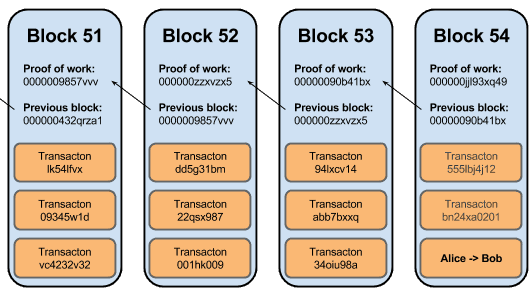 Block 51
Proof of work:
0000009857vvv
Previous block:
000000432qrza1
Transacton
lk54lfvx
Transacton
09345w1d
Transacton
vc4232v32
Block 52
Proof of work:
000000zzxvzx5
Previous block:
0000009857vvv
Transacton
dd5g31bm
Transacton
22qsx987
Transacton
001hk009
Block 53
Proof of work:
00000090b41bx
Previous block:
000000zzxvzx5
Transacton
94lxcv14
Transacton
abb7bxxq
Transacton
34oiu98a
Block 54
Proof of work:
000000jjl93xq49
Previous block:
00000090b41bx
Transacton
555lbj4j12
Transacton
bn24xa0201
Alice -> Bob